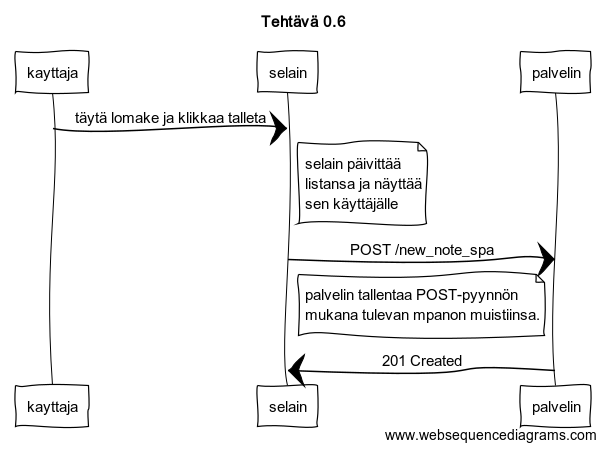 Tehtävä 0.6
kayttaja selain palvelin
täytä lomake ja klikkaa talleta
selain päivittää
listansa ja näyttää
sen käyttäjälle
POST /new_note_spa
palvelin tallentaa POST-pyynnön
mukana tulevan mpanon muistiinsa.
201 Created
kayttaja selain palvelin
www.websequencediagrams.com